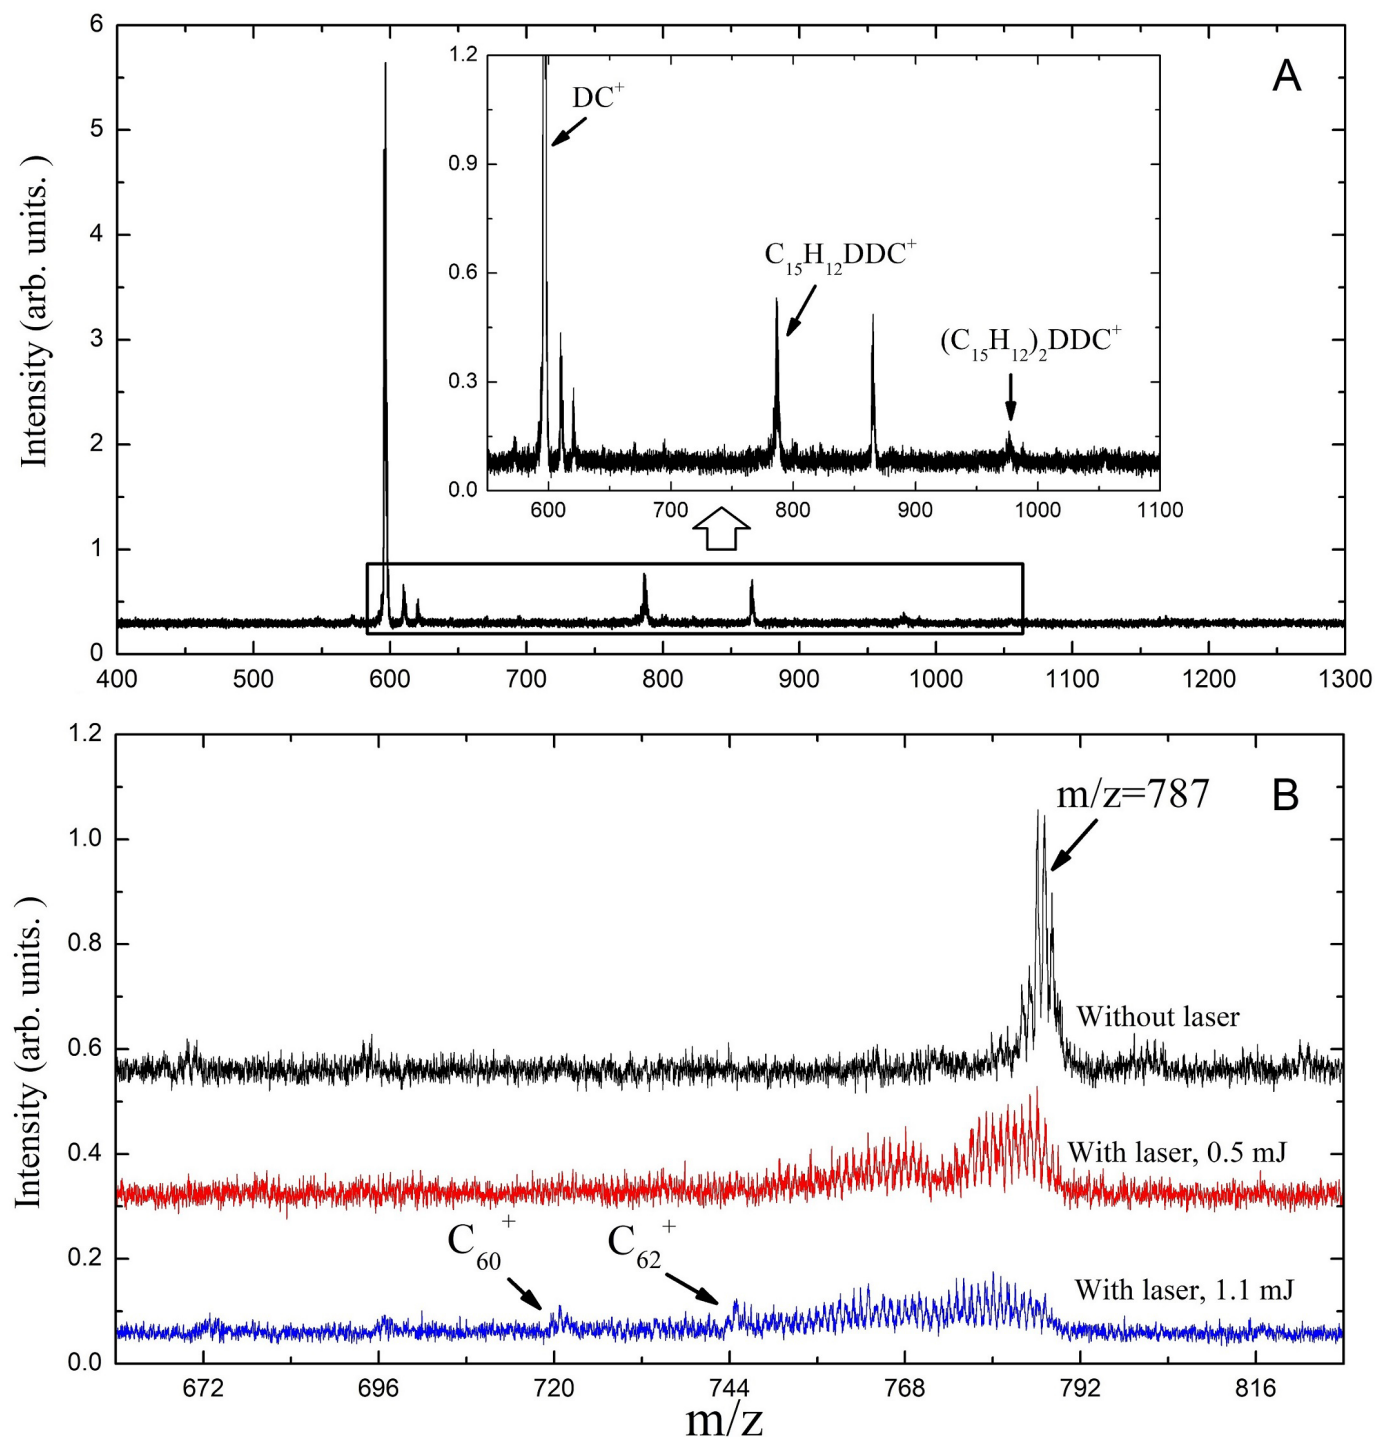 A
Intensity (arb. units. )
6
5
4
3
2
1
0
400 500 600 700 800 900 1000 1100 1200 1300
1.2
0.9
0.6
0.3
0.0
600 700 800 900 1000 1100
DC⁺
C₁₅H₁₂DDC⁺
(C₁₅H₁₂)₂DDC⁺
B
Intensity (arb. units. )
1.2
1.0
0.8
0.6
0.4
0.2
0.0
m/z=787
Without laser
With laser, 0.5 mJ
C₆₀⁺
C₆₂⁺
With laser, 1.1 mJ
672 696 720 744 768 792 816
m/z